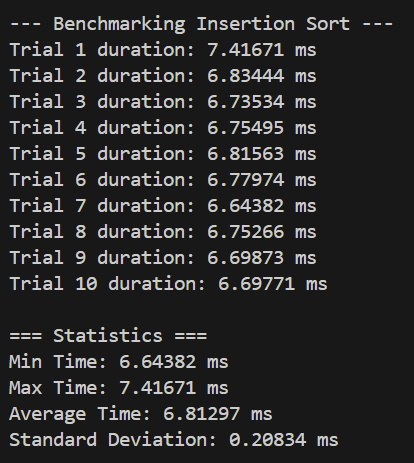 --- Benchmarking Insertion Sort ---
Trial 1 duration: 7.41671 ms
Trial 2 duration: 6.83444 ms
Trial 3 duration: 6.73534 ms
Trial 4 duration: 6.75495 ms
Trial 5 duration: 6.81563 ms
Trial 6 duration: 6.77974 ms
Trial 7 duration: 6.64382 ms
Trial 8 duration: 6.75266 ms
Trial 9 duration: 6.69873 ms
Trial 10 duration: 6.69771 ms
=== Statistics ===
Min Time: 6.64382 ms
Max Time: 7.41671 ms
Average Time: 6.81297 ms
Standard Deviation: 0.20834 ms